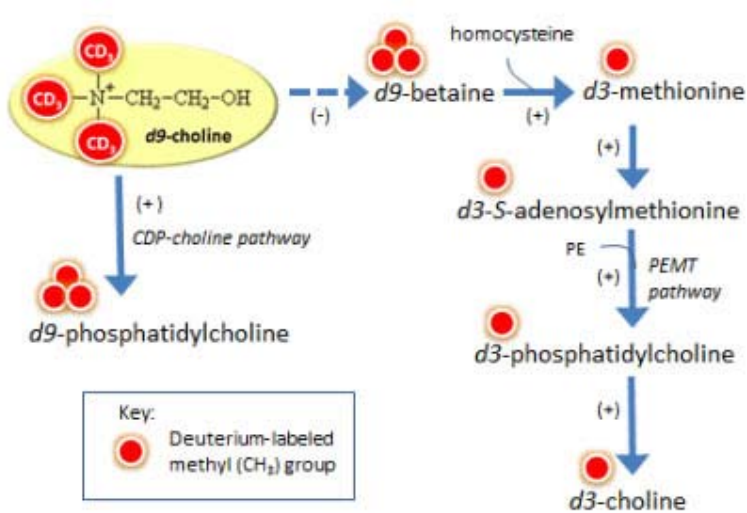 CD₃
CD₃–N⁺–CH₂–CH₂–OH
CD₃
d9-choline
(-)
d9-betaine
homocysteine
(+)
d3-methionine
(+)
d3-S-adenosylmethionine
PE
(+)
PEMT
pathway
d3-phosphatidylcholine
(+)
d3-choline
(+)
CDP-choline pathway
d9-phosphatidylcholine
Key:
Deuterium-labeled
methyl (CH₃) group